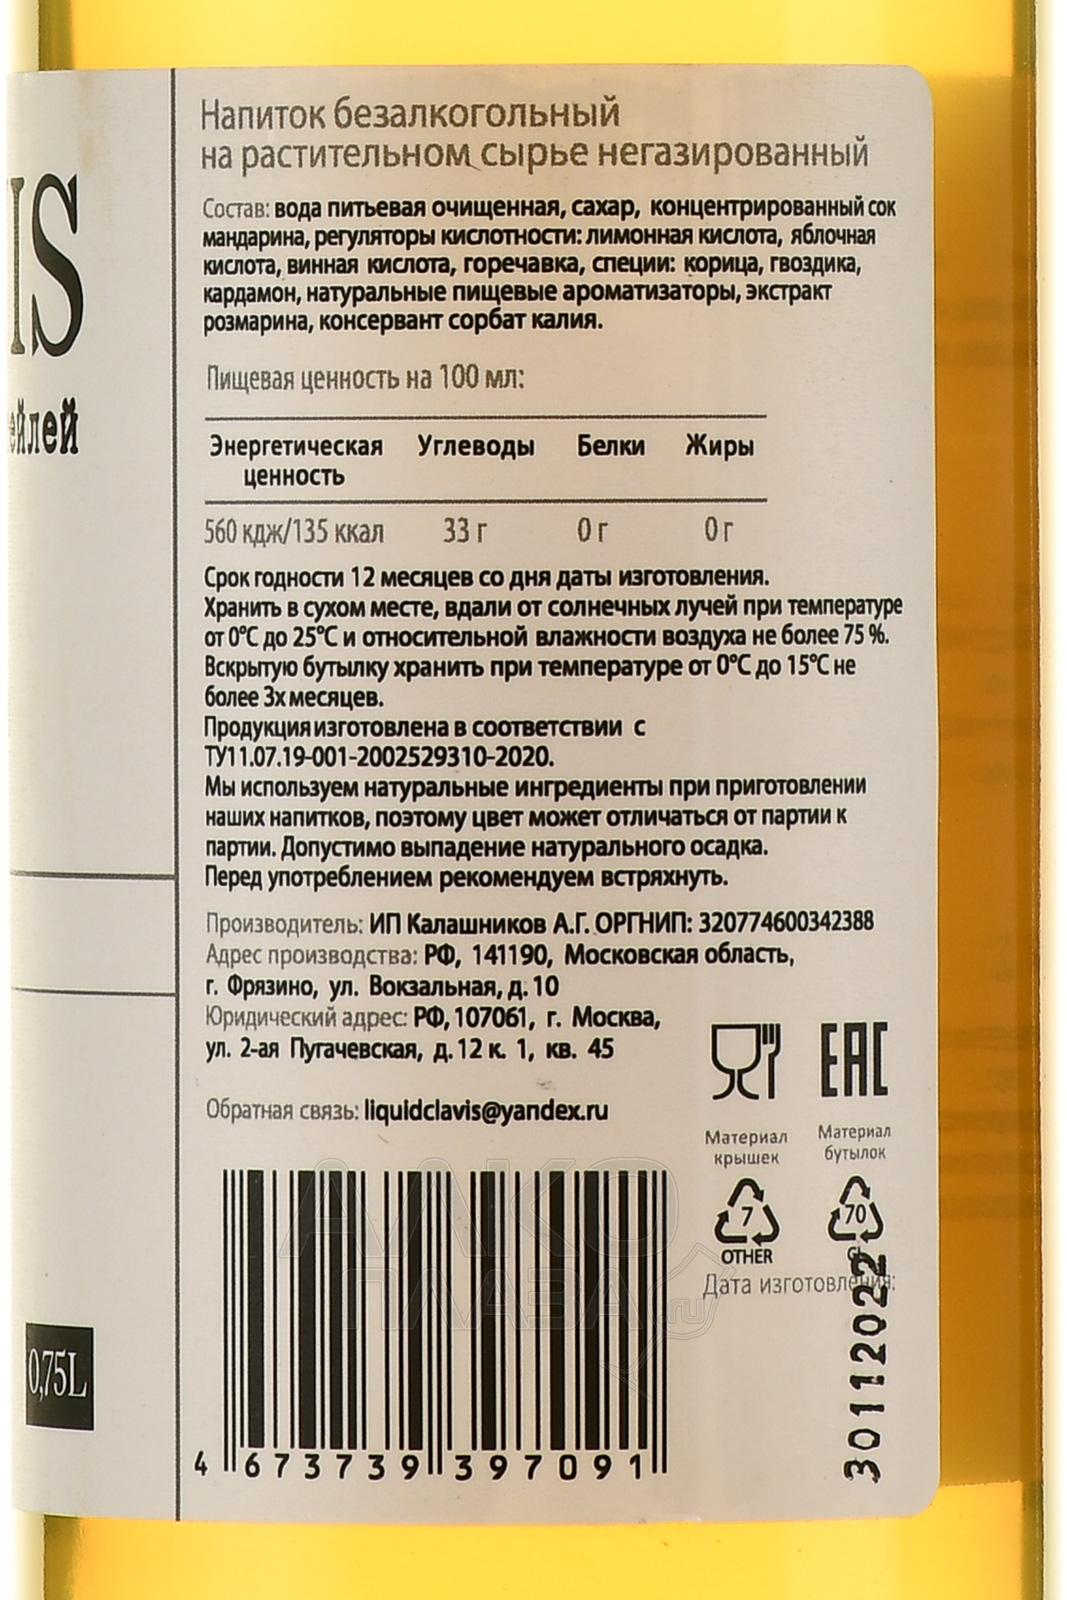 IS
ейлей
0,75L
Напиток безалкогольный
на растительном сырье негазированный
Состав: вода питьевая очищенная, сахар, концентрированный сок
мандарина, регуляторы кислотности: лимонная кислота, яблочная
кислота, винная кислота, горечавка, специи: корица, гвоздика,
кардамон, натуральные пищевые ароматизаторы, экстракт
розмарина, консервант сорбат калия.
Пищевая ценность на 100 мл:
Энергетическая Углеводы Белки Жиры
ценность
560 кдж/135 ккал 33 г 0 г 0 г
Срок годности 12 месяцев со дня даты изготовления.
Хранить в сухом месте, вдали от солнечных лучей при температуре
от 0°С до 25°С и относительной влажности воздуха не более 75 %.
Вскрытую бутылку хранить при температуре от 0°С до 15°С не
более 3х месяцев.
Продукция изготовлена в соответствии с
ТУ11.07.19-001-2002529310-2020.
Мы используем натуральные ингредиенты при приготовлении
наших напитков, поэтому цвет может отличаться от партии к
партии. Допустимо выпадение натурального осадка.
Перед употреблением рекомендуем встряхнуть.
Производитель: ИП Калашников А.Г. ОРГНИП: 320774600342388
Адрес производства: РФ, 141190, Московская область,
г. Фрязино, ул. Вокзальная, д. 10
Юридический адрес: РФ, 107061, г. Москва,
ул. 2-ая Пугачевская, д. 12 к. 1, кв. 45
Обратная связь: liquidclavis@yandex.ru
EAC
Материал
крышек
Материал
бутылок
7
OTHER
70
GL
Дата изготовления:
30112022
4 673739 397091
АЛКО
ПЛАЗА.ru